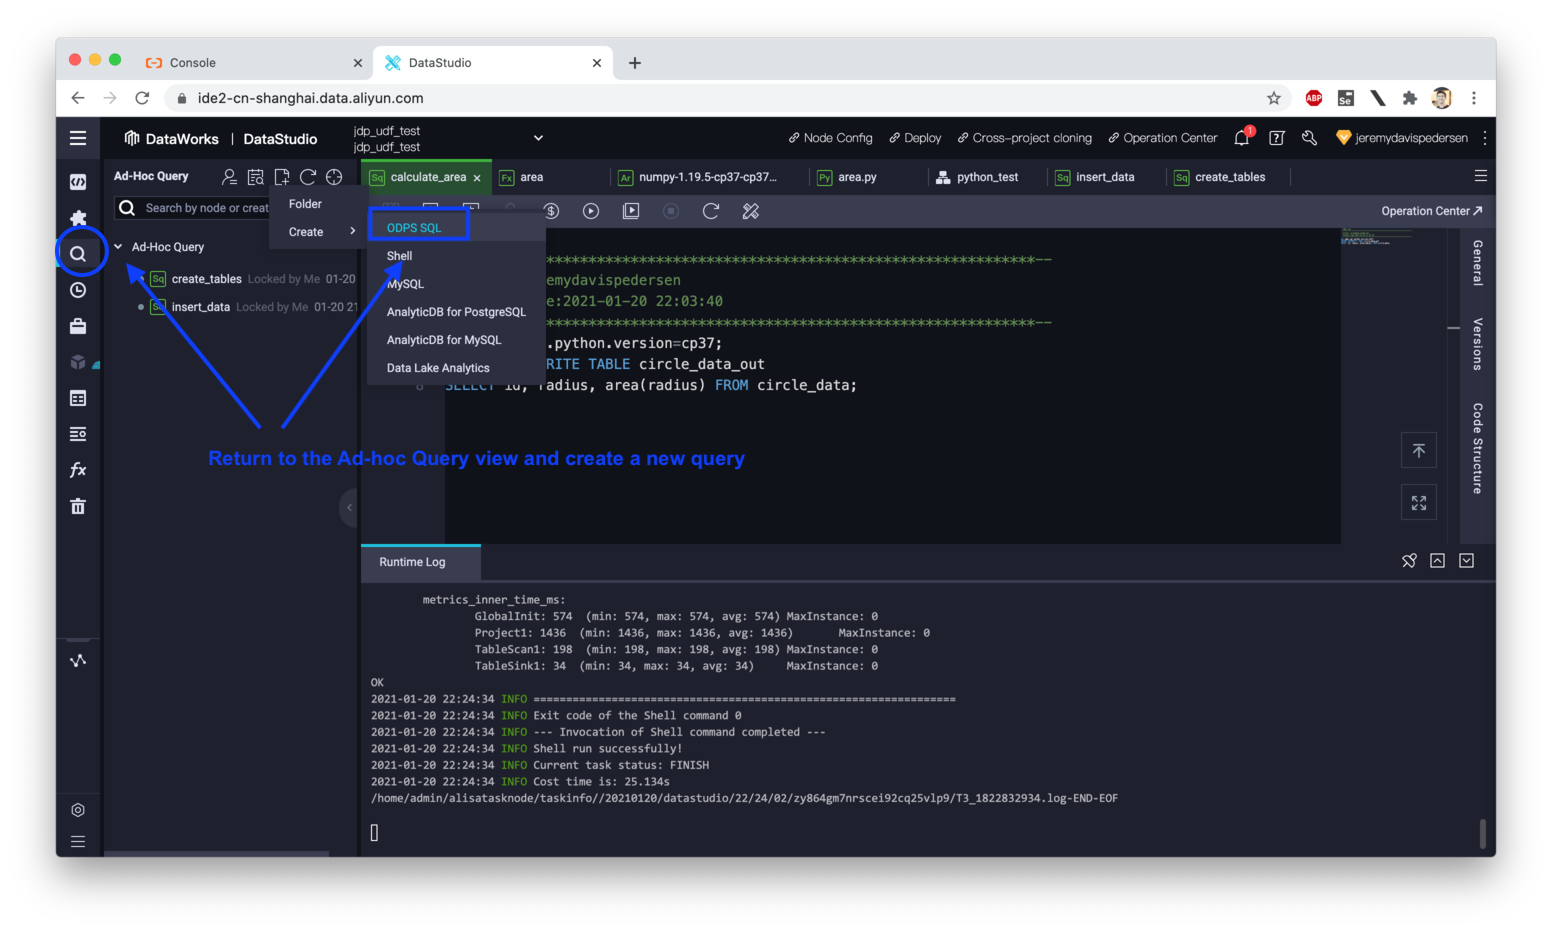 Console
DataStudio
ide2-cn-shanghai.data.aliyun.com
ABP
Se
DataWorks | DataStudio
jdp_udf_test
jdp_udf_test
Node Config
Deploy
Cross-project cloning
Operation Center
1
jeremydavispedersen
Ad-Hoc Query
Sq calculate_area
Fx area
Ar numpy-1.19.5-cp37-cp37...
Py area.py
python_test
Sq insert_data
Sq create_tables
Search by node or creat
Folder
Create
Operation Center
Ad-Hoc Query
Sq create_tables Locked by Me 01-20
Sq insert_data Locked by Me 01-20 21
ODPS SQL
Shell
MySQL
AnalyticDB for PostgreSQL
AnalyticDB for MySQL
Data Lake Analytics
***************************************************************--
emydavispedersen
e:2021-01-20 22:03:40
***************************************************************--
.python.version=cp37;
RITE TABLE circle_data_out
8 SELECT id, radius, area(radius) FROM circle_data;
General
Versions
Code Structure
fx
Return to the Ad-hoc Query view and create a new query
Runtime Log
metrics_inner_time_ms:
GlobalInit: 574 (min: 574, max: 574, avg: 574) MaxInstance: 0
Project1: 1436 (min: 1436, max: 1436, avg: 1436) MaxInstance: 0
TableScan1: 198 (min: 198, max: 198, avg: 198) MaxInstance: 0
TableSink1: 34 (min: 34, max: 34, avg: 34) MaxInstance: 0
OK
2021-01-20 22:24:34 INFO =================================================================
2021-01-20 22:24:34 INFO Exit code of the Shell command 0
2021-01-20 22:24:34 INFO --- Invocation of Shell command completed ---
2021-01-20 22:24:34 INFO Shell run successfully!
2021-01-20 22:24:34 INFO Current task status: FINISH
2021-01-20 22:24:34 INFO Cost time is: 25.134s
/home/admin/alisatasknode/taskinfo//20210120/datastudio/22/24/02/zy864gm7nrscei92cq25vlp9/T3_1822832934.log-END-EOF